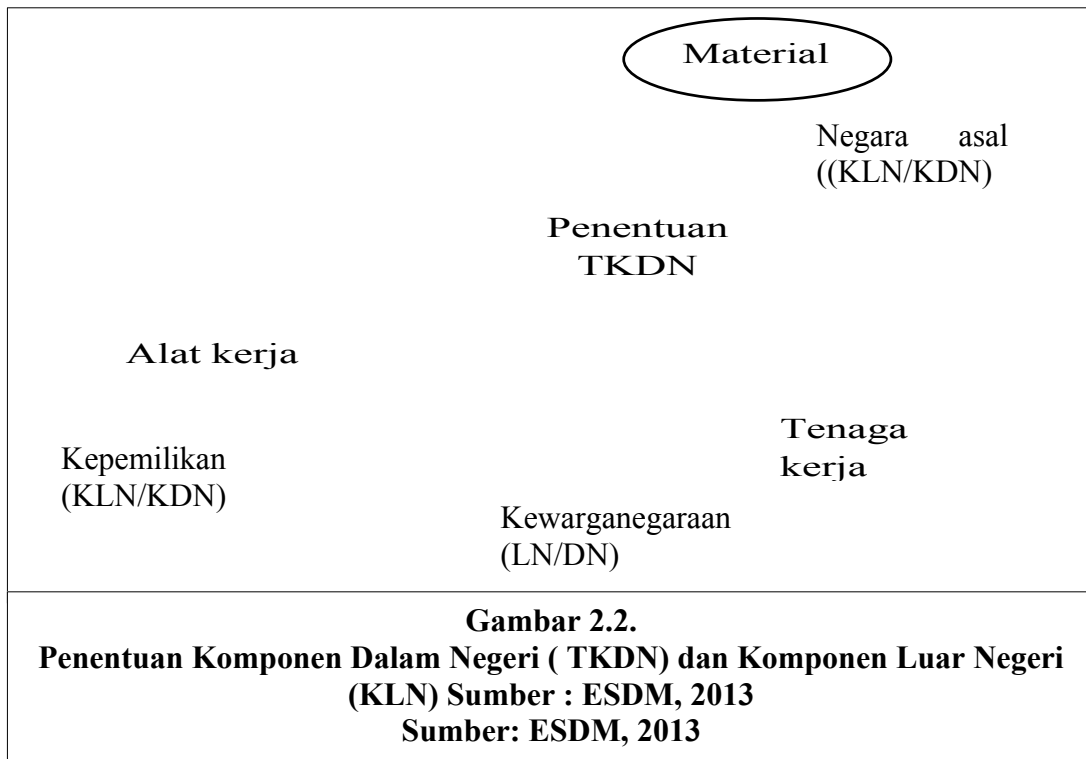 Material
Negara asal
((KLN/KDN)
Penentuan
TKDN
Alat kerja
Tenaga
kerja
Kepemilikan
(KLN/KDN)
Kewarganegaraan
(LN/DN)
Gambar 2.2.
Penentuan Komponen Dalam Negeri ( TKDN) dan Komponen Luar Negeri
(KLN) Sumber : ESDM, 2013
Sumber: ESDM, 2013